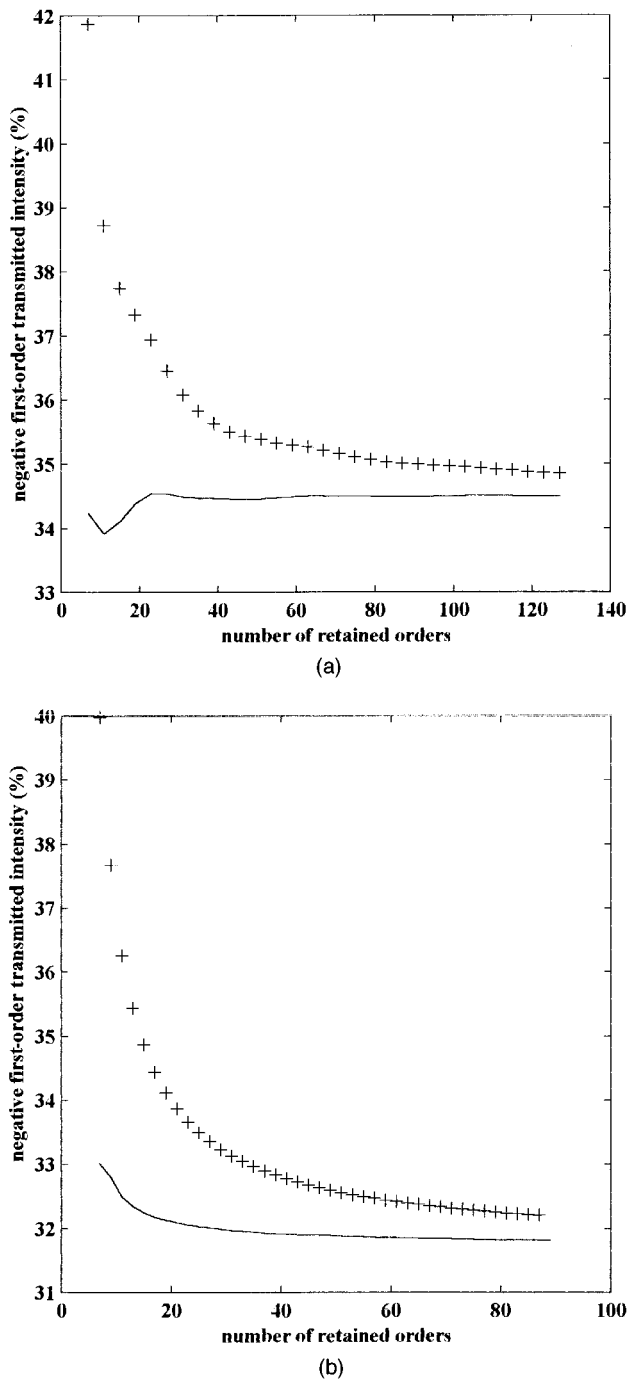 42
41
40
39
38
37
36
35
34
33
negative first-order transmitted intensity (%)
0 20 40 60 80 100 120 140
number of retained orders
(a)
40
39
38
37
36
35
34
33
32
31
negative first-order transmitted intensity (%)
0 20 40 60 80 100
number of retained orders
(b)